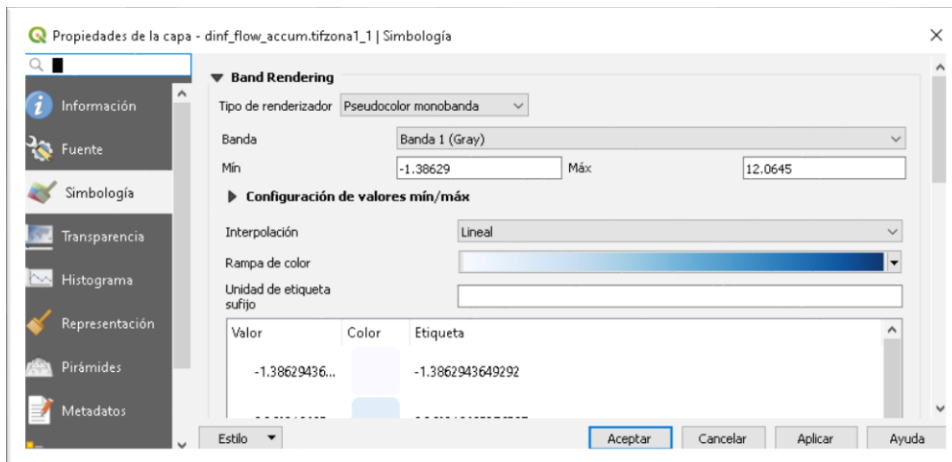 Propiedades de la capa - dinf_flow_accum.tifzona1_1 | Simbología
Información
Fuente
Simbología
Transparencia
Histograma
Representación
Pirámides
Metadatos
Band Rendering
Tipo de renderizador Pseudocolor monobanda
Banda Banda 1 (Gray)
Mín -1.38629 Máx 12.0645
Configuración de valores mín/máx
Interpolación Lineal
Rampa de color
Unidad de etiqueta
sufijo
Valor Color Etiqueta
-1.38629436... -1.3862943649292
Estilo Aceptar Cancelar Aplicar Ayuda